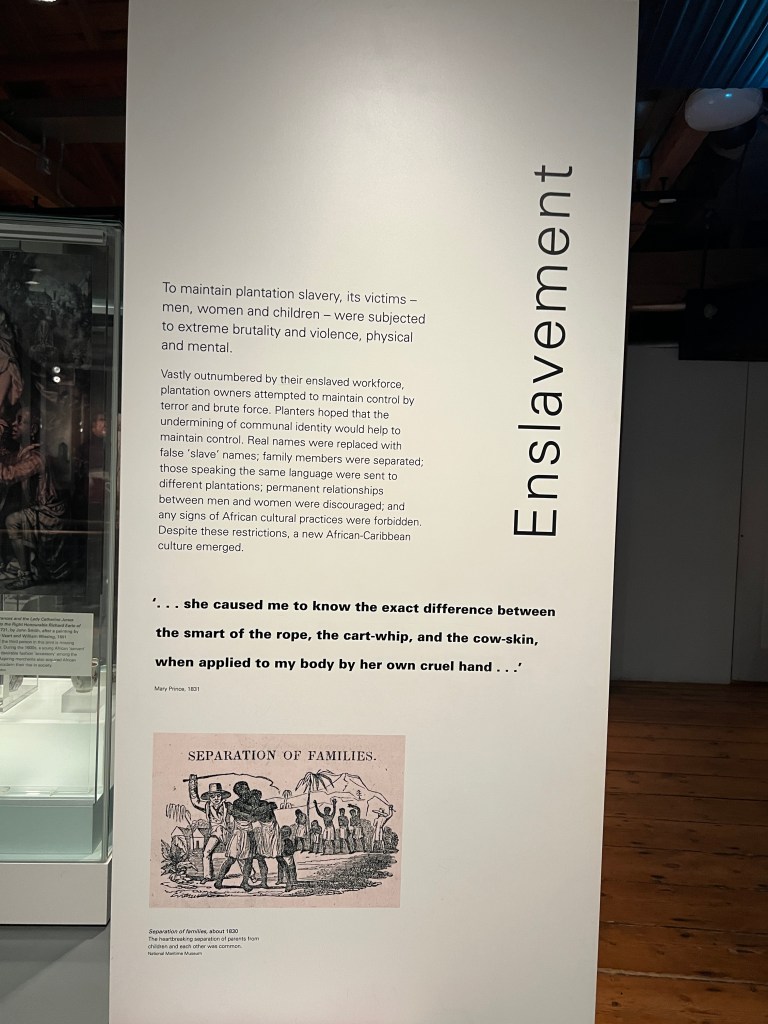 Enslavement
To maintain plantation slavery, its victims –
men, women and children – were subjected
to extreme brutality and violence, physical
and mental.
Vastly outnumbered by their enslaved workforce,
plantation owners attempted to maintain control by
terror and brute force. Planters hoped that the
undermining of communal identity would help to
maintain control. Real names were replaced with
false ‘slave’ names; family members were separated;
those speaking the same language were sent to
different plantations; permanent relationships
between men and women were discouraged; and
any signs of African cultural practices were forbidden.
Despite these restrictions, a new African-Caribbean
culture emerged.
‘. . . she caused me to know the exact difference between
the smart of the rope, the cart-whip, and the cow-skin,
when applied to my body by her own cruel hand . . .’
Mary Prince, 1831
SEPARATION OF FAMILIES.
Separation of families, about 1830
The heartbreaking separation of parents from
children and each other was common.
National Maritime Museum